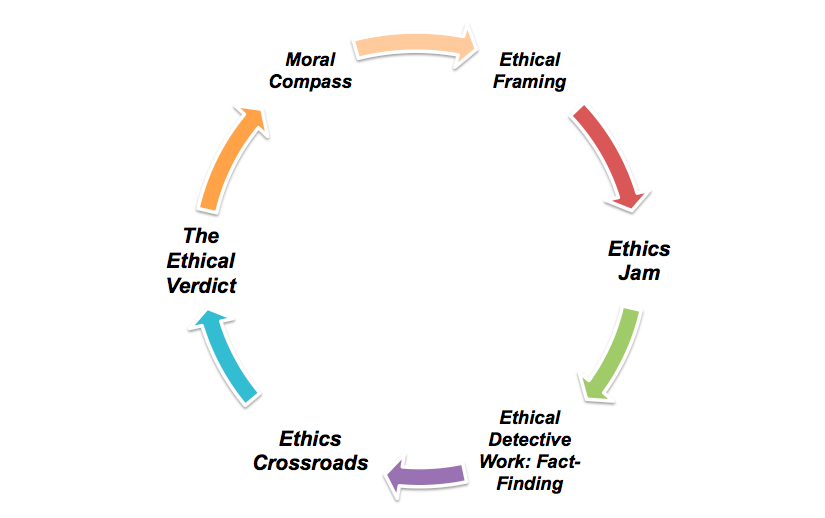 Moral
Compass
Ethical
Framing
Ethics
Jam
Ethical
Detective
Work: Fact-
Finding
Ethics
Crossroads
The
Ethical
Verdict